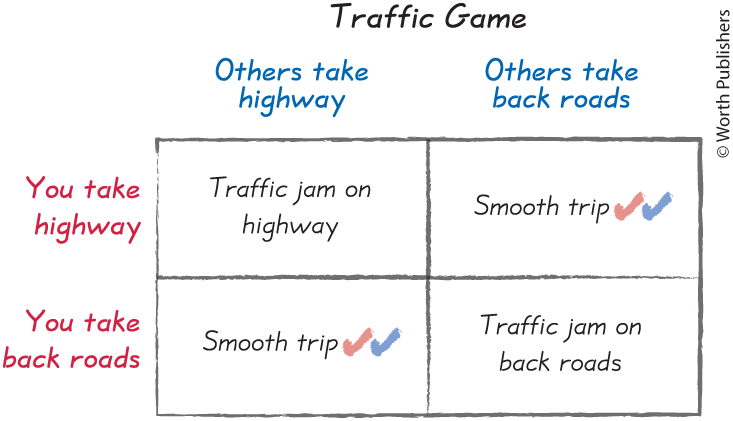 Traffic Game
Others take
highway
Others take
back roads
You take
highway
Traffic jam on
highway
Smooth trip
You take
back roads
Smooth trip
Traffic jam on
back roads
© Worth Publishers